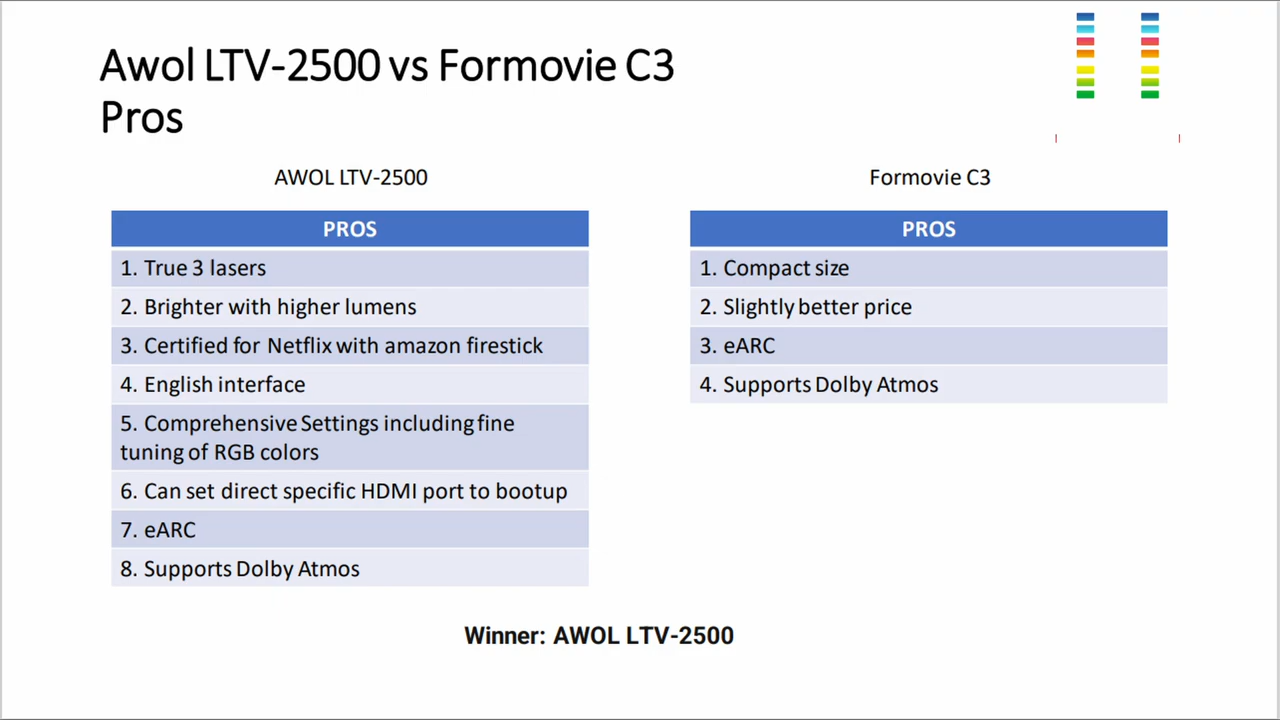 Awol LTV-2500 vs Formovie C3
Pros
AWOL LTV-2500
PROS
1. True 3 lasers
2. Brighter with higher lumens
3. Certified for Netflix with amazon firestick
4. English interface
5. Comprehensive Settings including fine
tuning of RGB colors
6. Can set direct specific HDMI port to bootup
7. eARC
8. Supports Dolby Atmos
Formovie C3
PROS
1. Compact size
2. Slightly better price
3. eARC
4. Supports Dolby Atmos
Winner: AWOL LTV-2500